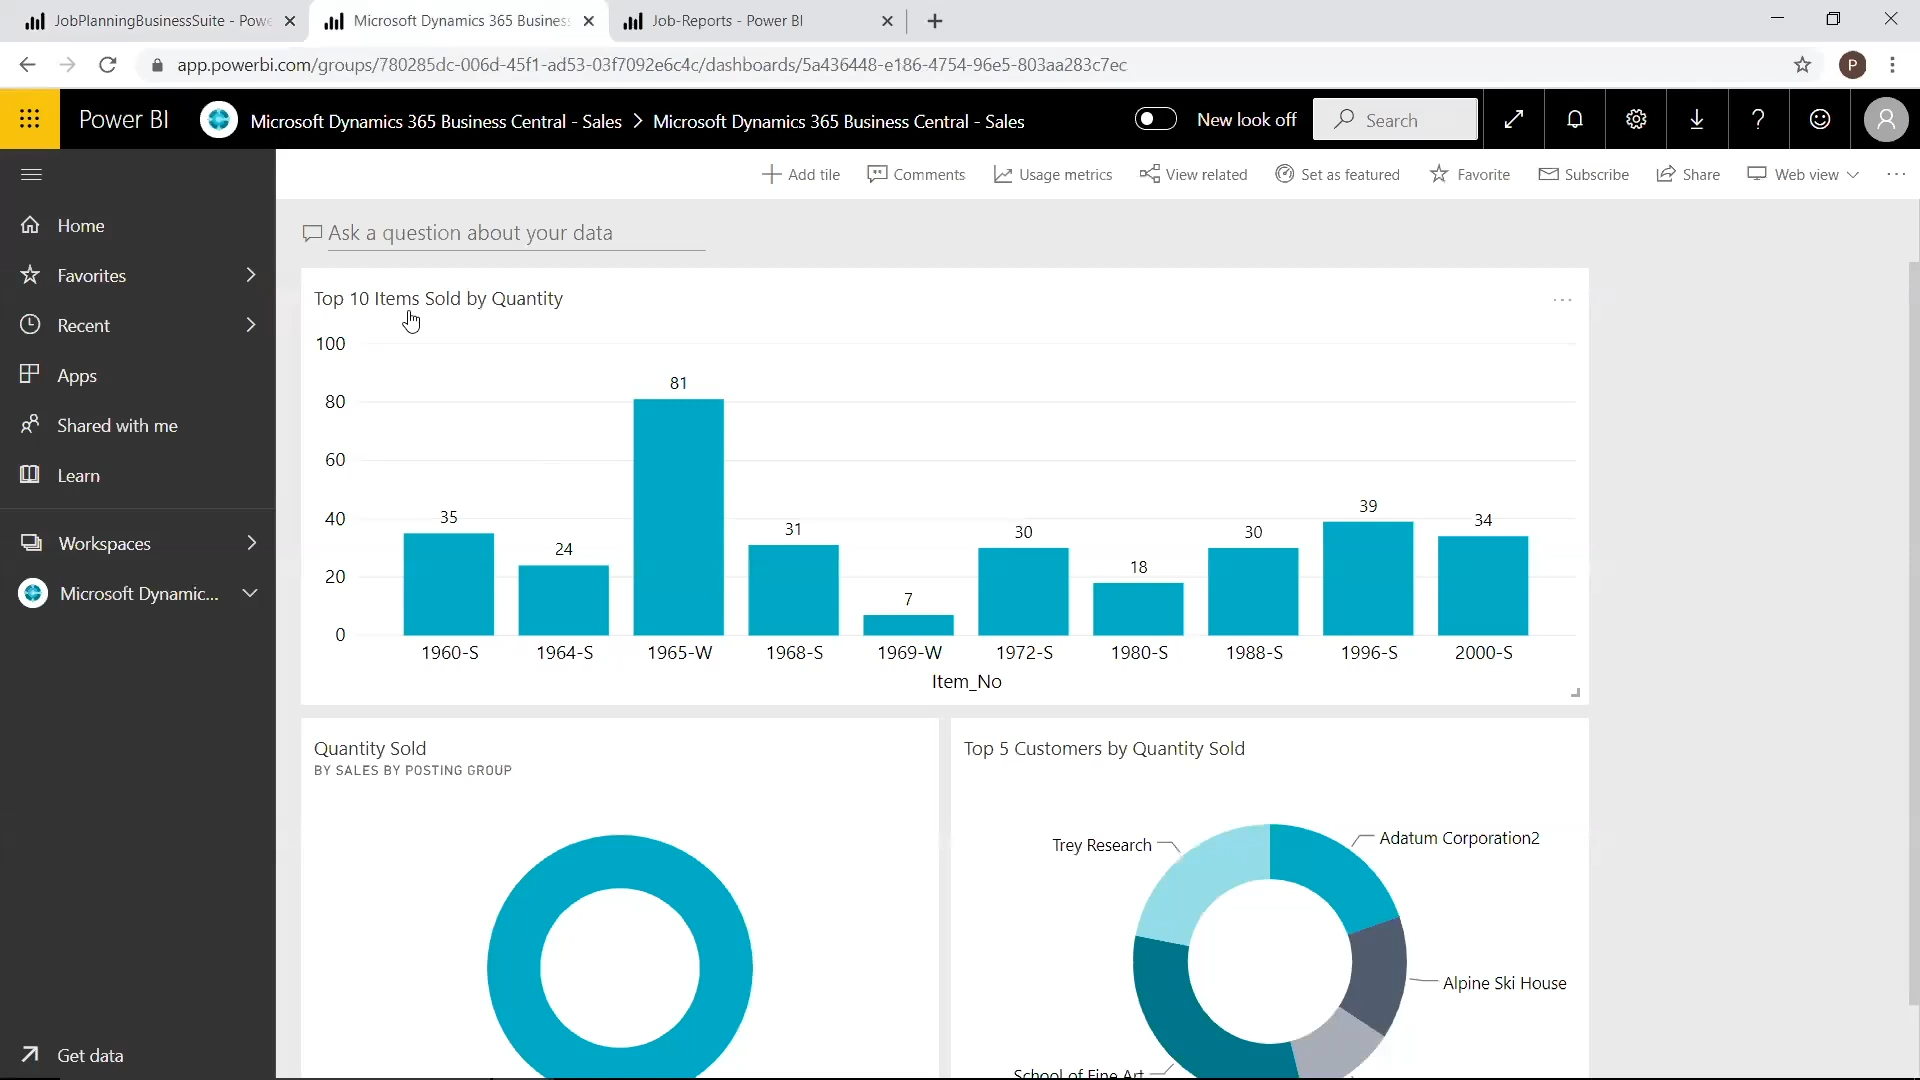 JobPlanningBusinessSuite - Powe
Microsoft Dynamics 365 Business
Job-Reports - Power BI
app.powerbi.com/groups/780285dc-006d-45f1-ad53-03f7092e6c4c/dashboards/5a436448-e186-4754-96e5-803aa283c7ec
P
Power BI
Microsoft Dynamics 365 Business Central - Sales > Microsoft Dynamics 365 Business Central - Sales
New look off
Search
Add tile
Comments
Usage metrics
View related
Set as featured
Favorite
Subscribe
Share
Web view
Home
Favorites
Recent
Apps
Shared with me
Learn
Workspaces
Microsoft Dynamic...
Get data
Ask a question about your data
Top 10 Items Sold by Quantity
100
80
60
40
20
0
35
24
81
31
7
30
18
30
39
34
1960-S
1964-S
1965-W
1968-S
1969-W
1972-S
1980-S
1988-S
1996-S
2000-S
Item_No
Quantity Sold
BY SALES BY POSTING GROUP
Top 5 Customers by Quantity Sold
Trey Research
Adatum Corporation2
Alpine Ski House
School of Fine Art